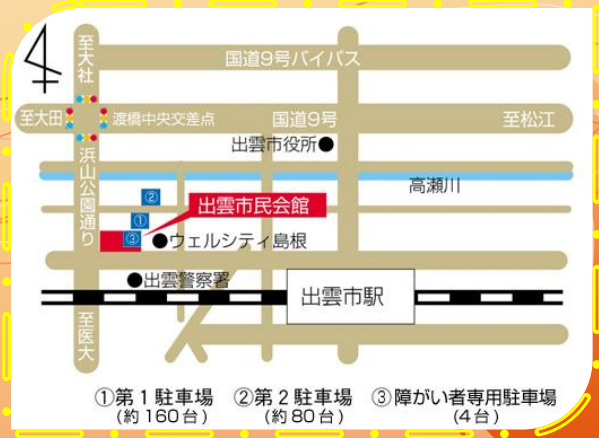 至大社
国道9号バイパス
至大田
渡橋中央交差点
国道9号
至松江
出雲市役所●
浜山公園通り
高瀬川
②
出雲市民会館
①
③
●ウェルシティ島根
●出雲警察署
出雲市駅
至医大
①第1駐車場
(約160台)
②第2駐車場
(約80台)
③障がい者専用駐車場
(4台)